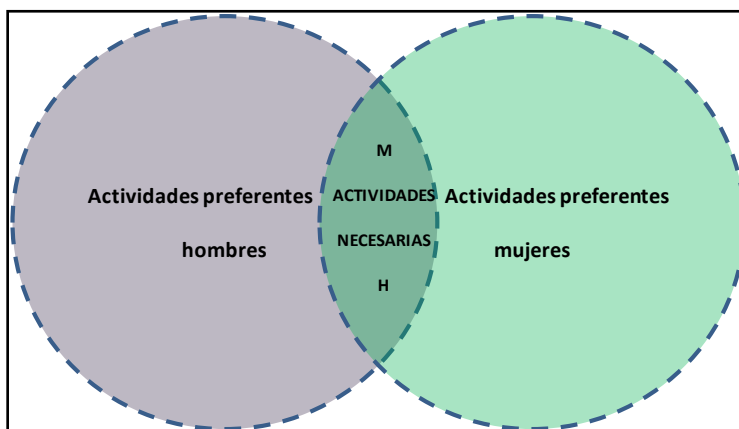 Actividades preferentes
hombres
M
ACTIVIDADES
NECESARIAS
H
Actividades preferentes
mujeres